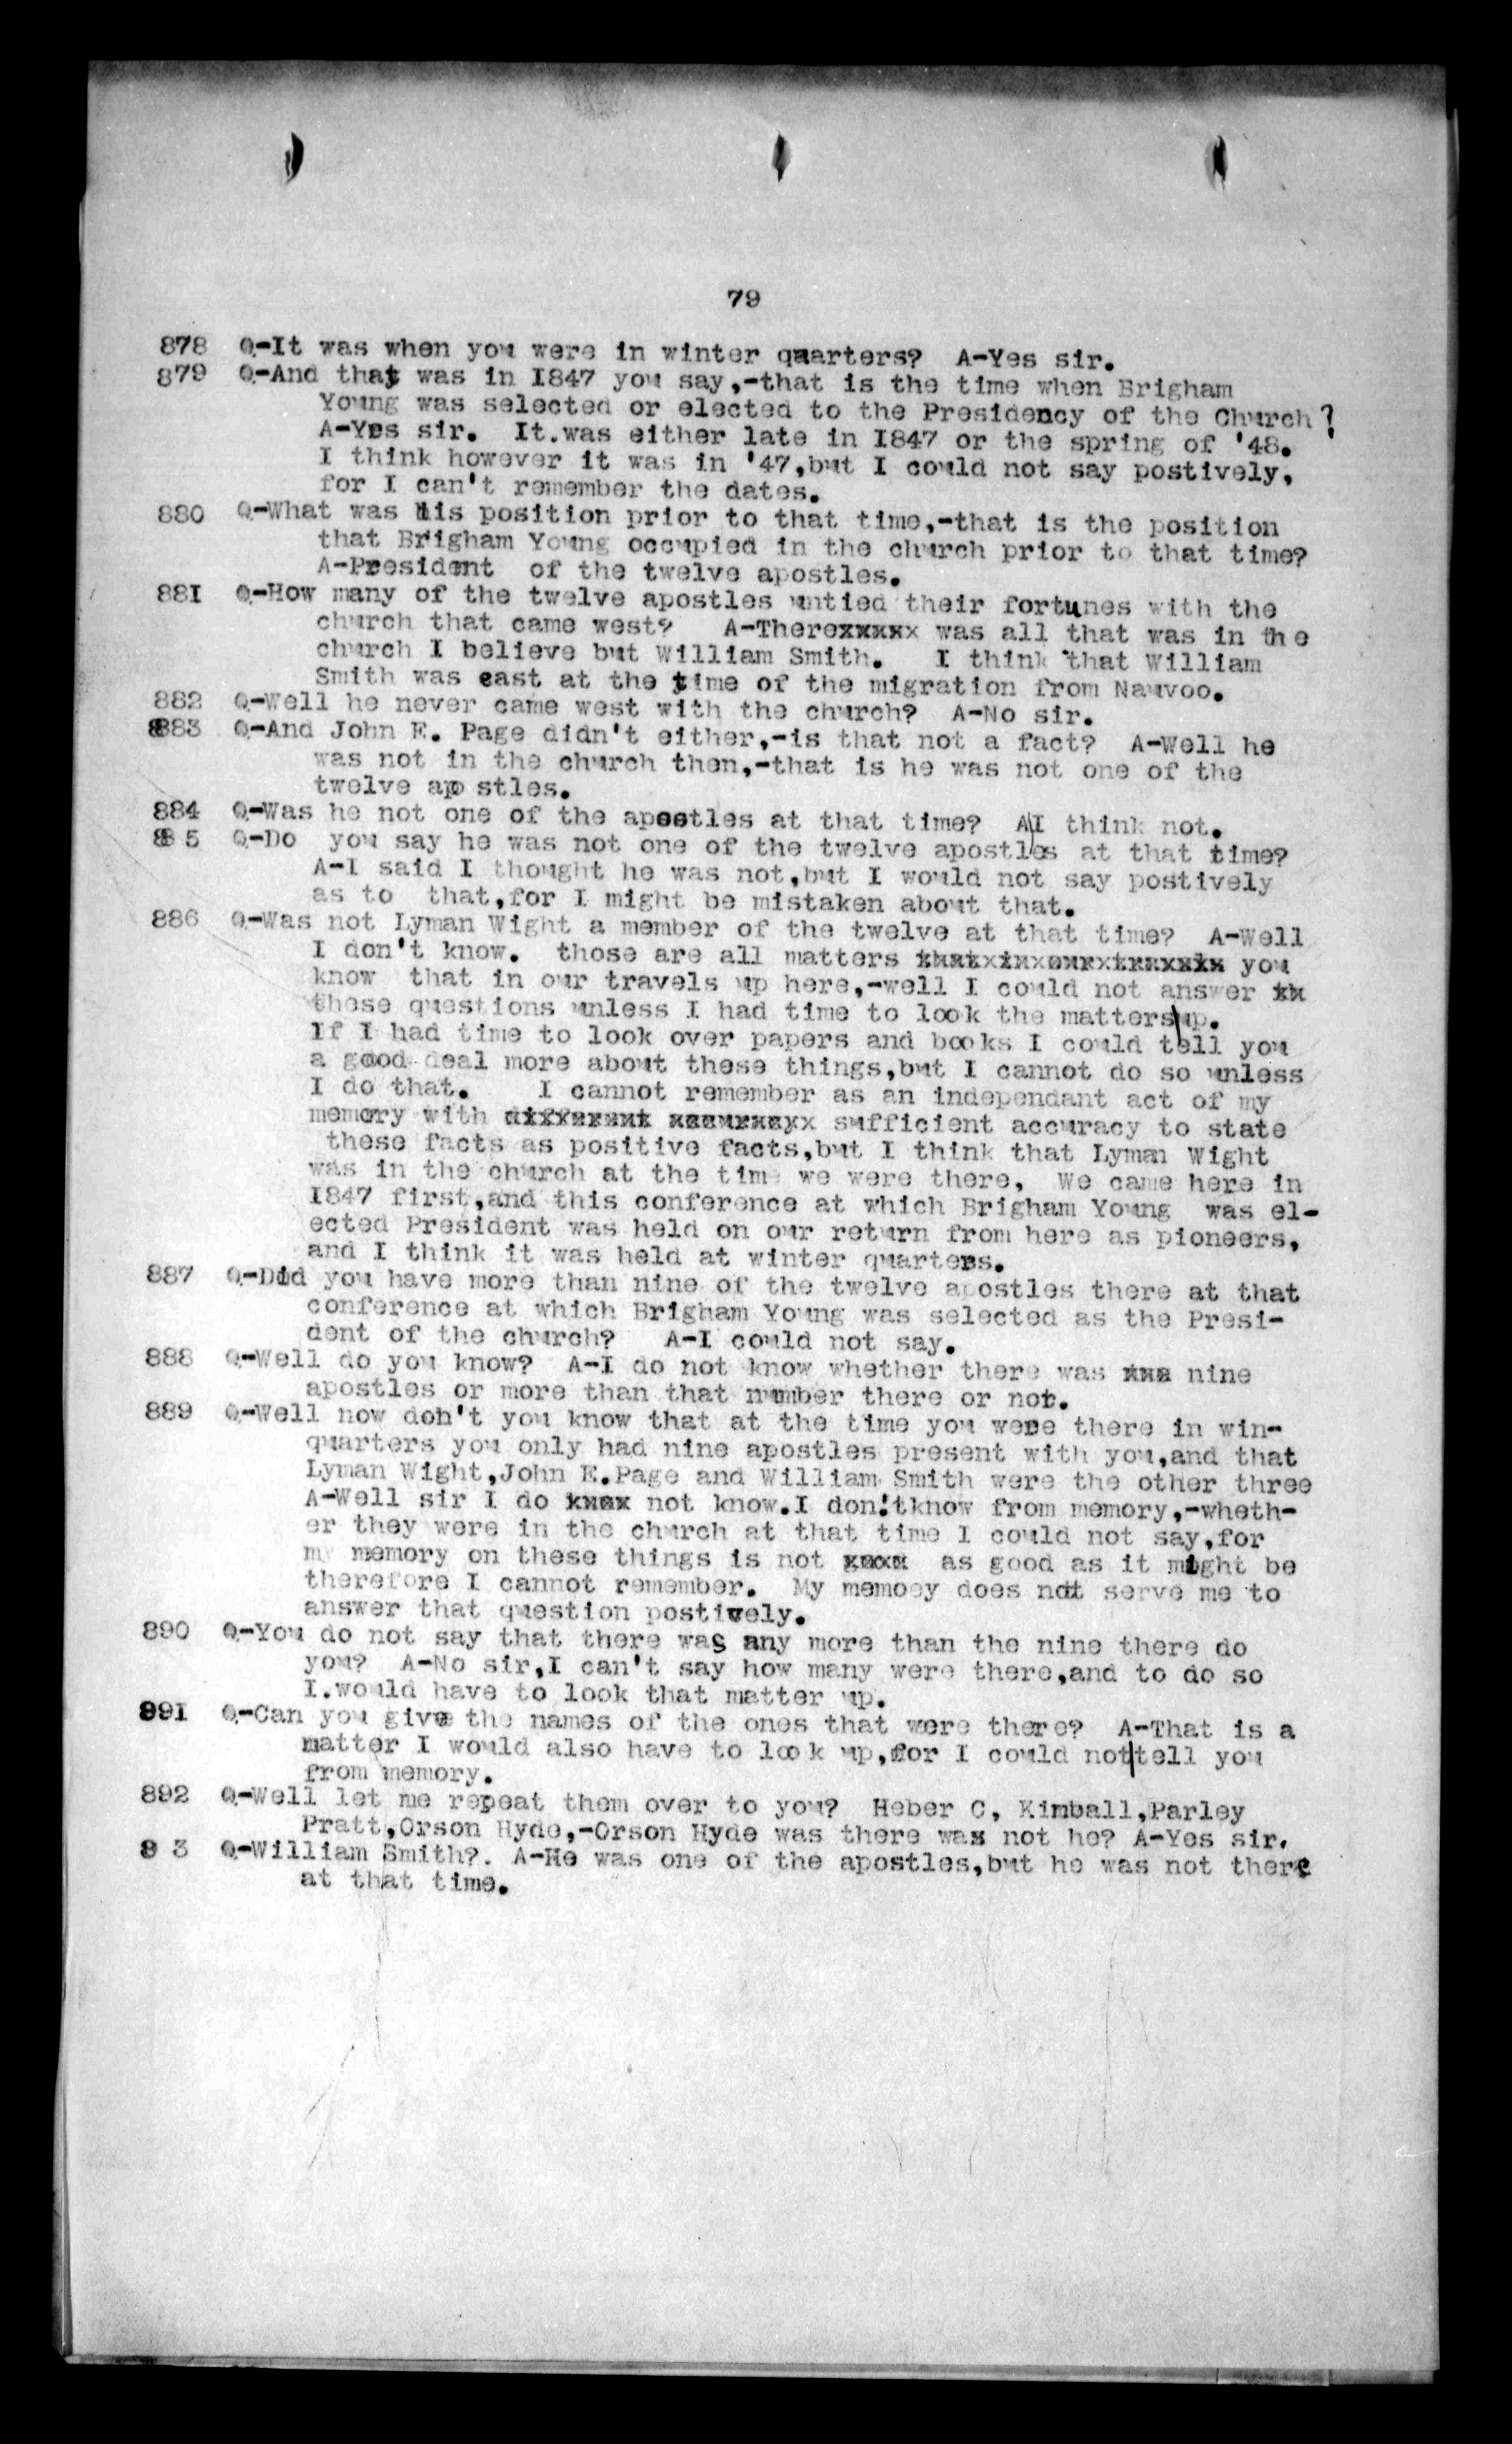 79
878 Q-It was when you were in winter quarters? A-Yes sir.
879 Q-And that was in 1847 you say,-that is the time when Brigham
Young was selected or elected to the Presidency of the Church?
A-Yes sir. It.was either late in 1847 or the spring of '48.
I think however it was in '47,but I could not say postively,
for I can't remember the dates.
880 Q-What was his position prior to that time,-that is the position
that Brigham Young occupied in the church prior to that time?
A-President of the twelve apostles.
881 Q-How many of the twelve apostles untied their fortunes with the
church that came west? A-Therexxxxx was all that was in the
church I believe but William Smith. I think that William
Smith was east at the time of the migration from Nauvoo.
882 Q-Well he never came west with the church? A-No sir.
883 Q-And John E. Page didn't either,-is that not a fact? A-Well he
was not in the church then,-that is he was not one of the
twelve apo stles.
884 Q-Was he not one of the apostles at that time? A|I think not.
885 Q-Do you say he was not one of the twelve apostles at that time?
A-I said I thought he was not,but I would not say postively
as to that,for I might be mistaken about that.
886 Q-Was not Lyman Wight a member of the twelve at that time? A-Well
I don't know. those are all matters you
know that in our travels up here,-well I could not answer
these questions unless I had time to look the matters|up.
If I had time to look over papers and books I could tell you
a good deal more about these things,but I cannot do so unless
I do that. I cannot remember as an independant act of my
memory with sufficient accuracy to state
these facts as positive facts,but I think that Lyman Wight
was in the church at the time we were there, We came here in
1847 first,and this conference at which Brigham Young was el-
ected President was held on our return from here as pioneers,
and I think it was held at winter quarters.
887 Q-Did you have more than nine of the twelve apostles there at that
conference at which Brigham Young was selected as the Presi-
dent of the church? A-I could not say.
888 Q-Well do you know? A-I do not know whether there was nine
apostles or more than that number there or not.
889 Q-Well now don't you know that at the time you were there in win-
quarters you only had nine apostles present with you,and that
Lyman Wight,John E.Page and William Smith were the other three
A-Well sir I do not know.I don!tknow from memory,-wheth-
er they were in the church at that time I could not say,for
my memory on these things is not as good as it might be
therefore I cannot remember. My memoey does not serve me to
answer that question postively.
890 Q-You do not say that there was any more than the nine there do
you? A-No sir,I can't say how many were there,and to do so
I.would have to look that matter up.
891 Q-Can you give the names of the ones that were there? A-That is a
matter I would also have to look up,for I could not|tell you
from memory.
892 Q-Well let me repeat them over to you? Heber C, Kimball,Parley
Pratt,Orson Hyde,-Orson Hyde was there was not he? A-Yes sir.
8 3 Q-William Smith?. A-He was one of the apostles,but he was not there
at that time.